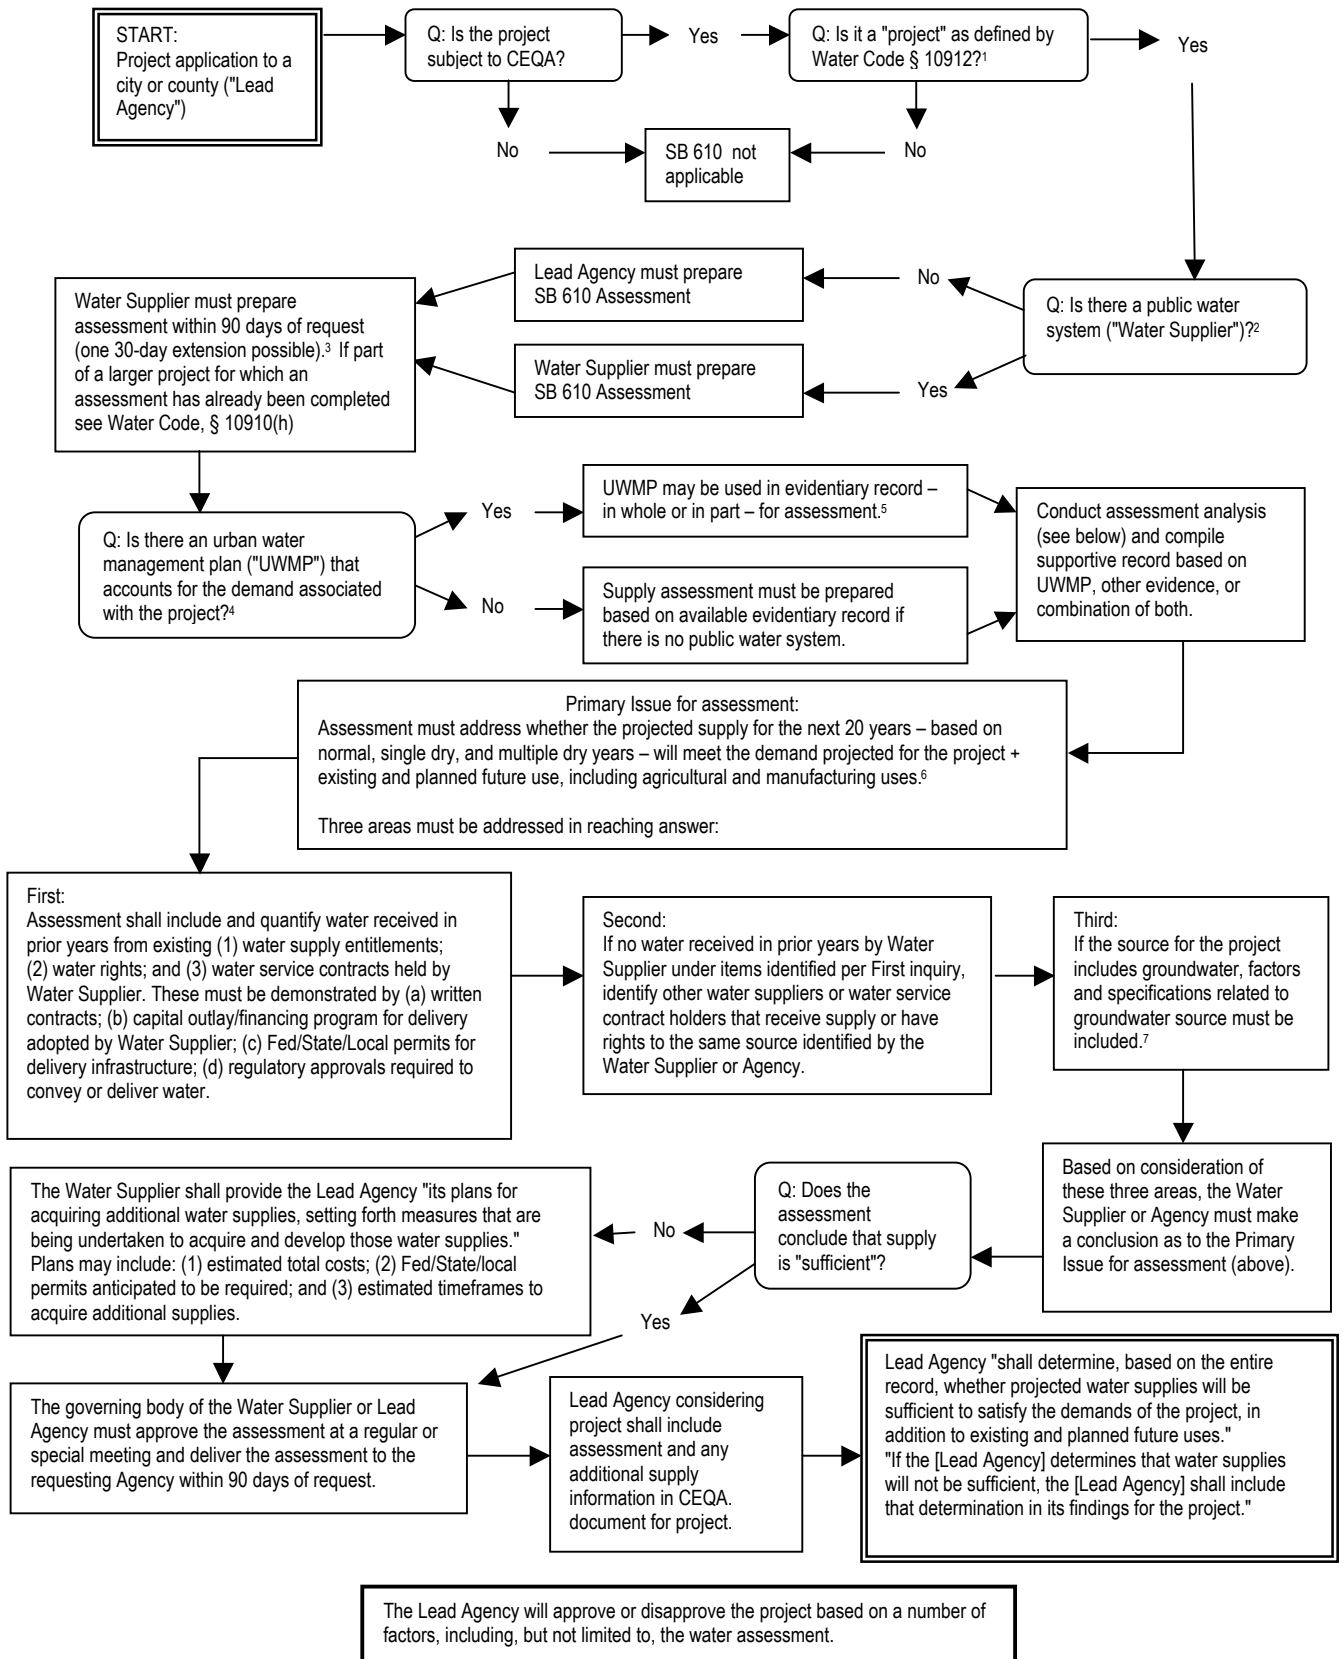 START:
Project application to a
city or county ("Lead
Agency")
Q: Is the project
subject to CEQA?
Yes
Q: Is it a "project" as defined by
Water Code § 10912?1
Yes
No
SB 610 not
applicable
No
Lead Agency must prepare
SB 610 Assessment
No
Q: Is there a public water
system ("Water Supplier")?2
Water Supplier must prepare
assessment within 90 days of request
(one 30-day extension possible).3 If part
of a larger project for which an
assessment has already been completed
see Water Code, § 10910(h)
Water Supplier must prepare
SB 610 Assessment
Yes
Q: Is there an urban water
management plan ("UWMP") that
accounts for the demand associated
with the project?4
Yes
UWMP may be used in evidentiary record –
in whole or in part – for assessment.5
No
Supply assessment must be prepared
based on available evidentiary record if
there is no public water system.
Conduct assessment analysis
(see below) and compile
supportive record based on
UWMP, other evidence, or
combination of both.
Primary Issue for assessment:
Assessment must address whether the projected supply for the next 20 years – based on
normal, single dry, and multiple dry years – will meet the demand projected for the project +
existing and planned future use, including agricultural and manufacturing uses.6
Three areas must be addressed in reaching answer:
First:
Assessment shall include and quantify water received in
prior years from existing (1) water supply entitlements;
(2) water rights; and (3) water service contracts held by
Water Supplier. These must be demonstrated by (a) written
contracts; (b) capital outlay/financing program for delivery
adopted by Water Supplier; (c) Fed/State/Local permits for
delivery infrastructure; (d) regulatory approvals required to
convey or deliver water.
Second:
If no water received in prior years by Water
Supplier under items identified per First inquiry,
identify other water suppliers or water service
contract holders that receive supply or have
rights to the same source identified by the
Water Supplier or Agency.
Third:
If the source for the project
includes groundwater, factors
and specifications related to
groundwater source must be
included.7
Based on consideration of
these three areas, the Water
Supplier or Agency must make
a conclusion as to the Primary
Issue for assessment (above).
Q: Does the
assessment
conclude that supply
is "sufficient"?
No
The Water Supplier shall provide the Lead Agency "its plans for
acquiring additional water supplies, setting forth measures that are
being undertaken to acquire and develop those water supplies."
Plans may include: (1) estimated total costs; (2) Fed/State/local
permits anticipated to be required; and (3) estimated timeframes to
acquire additional supplies.
Yes
The governing body of the Water Supplier or Lead
Agency must approve the assessment at a regular or
special meeting and deliver the assessment to the
requesting Agency within 90 days of request.
Lead Agency considering
project shall include
assessment and any
additional supply
information in CEQA.
document for project.
Lead Agency "shall determine, based on the entire
record, whether projected water supplies will be
sufficient to satisfy the demands of the project, in
addition to existing and planned future uses."
"If the [Lead Agency] determines that water supplies
will not be sufficient, the [Lead Agency] shall include
that determination in its findings for the project."
The Lead Agency will approve or disapprove the project based on a number of
factors, including, but not limited to, the water assessment.